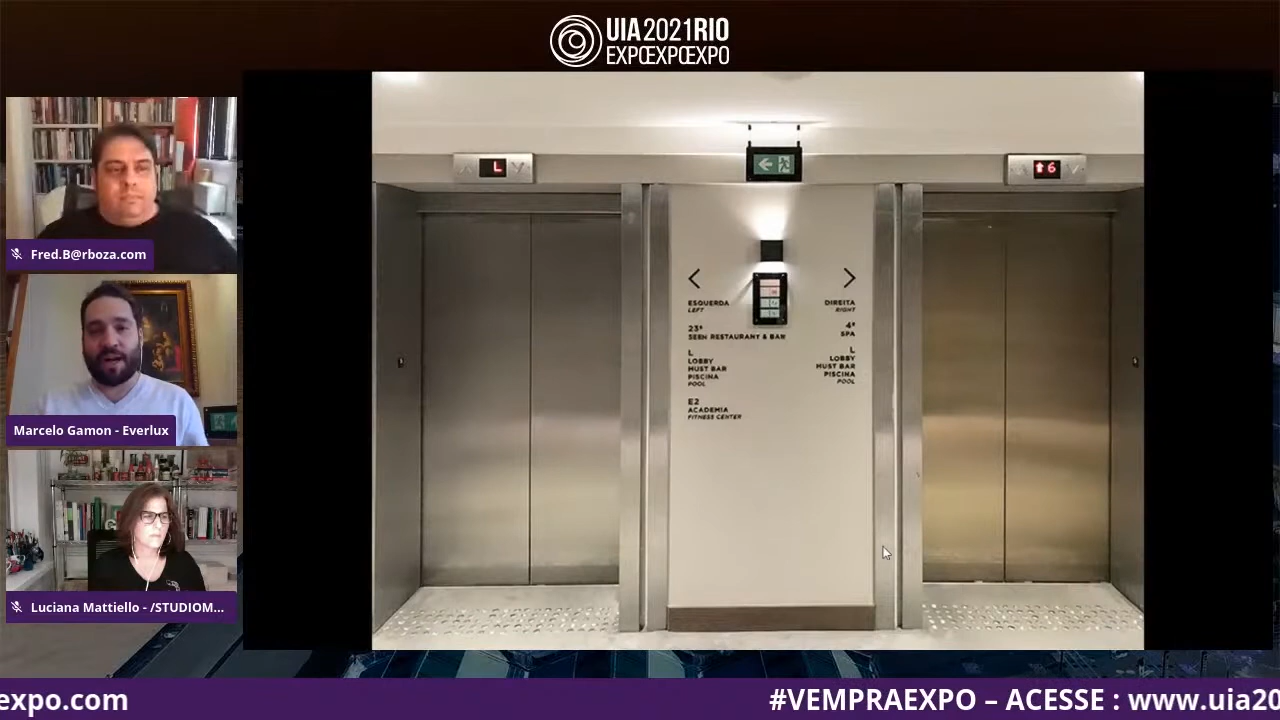 UIA2021RIO
EXPOEXPOEXPO
L
6
Fred.B@rboza.com
ESQUERDA
LEFT
DIREITA
RIGHT
23º
SEEN RESTAURANT & BAR
4º
SPA
L
LOBBY
MUST BAR
PISCINA
POOL
L
LOBBY
MUST BAR
PISCINA
POOL
E2
ACADEMIA
FITNESS CENTER
Marcelo Gamon - Everlux
Luciana Mattiello - /STUDIOM...
expo.com
#VEMPRAEXPO – ACESSE : www.uia20